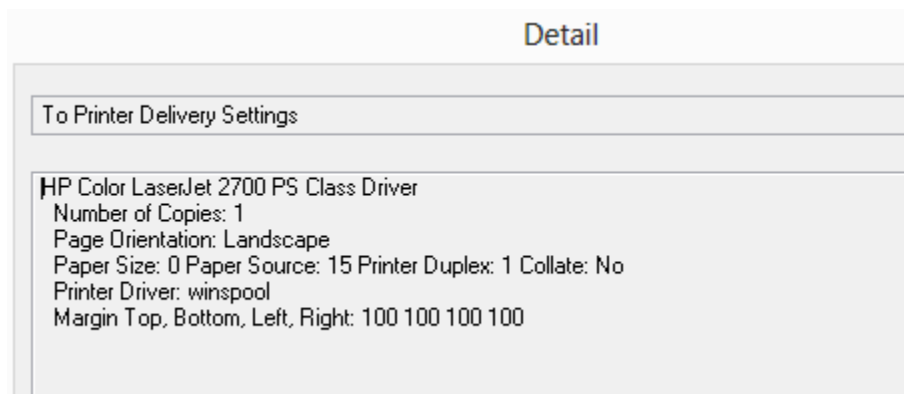 Detail
To Printer Delivery Settings
HP Color LaserJet 2700 PS Class Driver
Number of Copies: 1
Page Orientation: Landscape
Paper Size: 0 Paper Source: 15 Printer Duplex: 1 Collate: No
Printer Driver: winspool
Margin Top, Bottom, Left, Right: 100 100 100 100